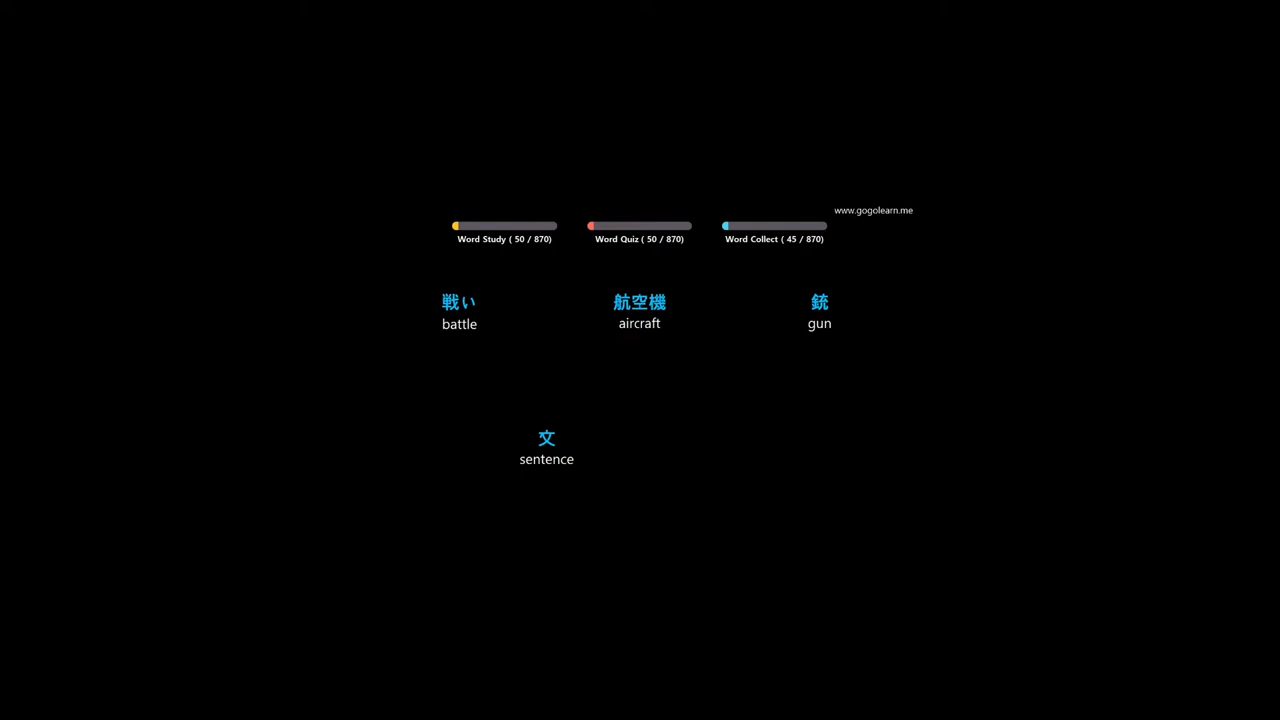 www.gogolearn.me
Word Study ( 50 / 870)
Word Quiz ( 50 / 870)
Word Collect ( 45 / 870)
戦い
battle
航空機
aircraft
銃
gun
文
sentence